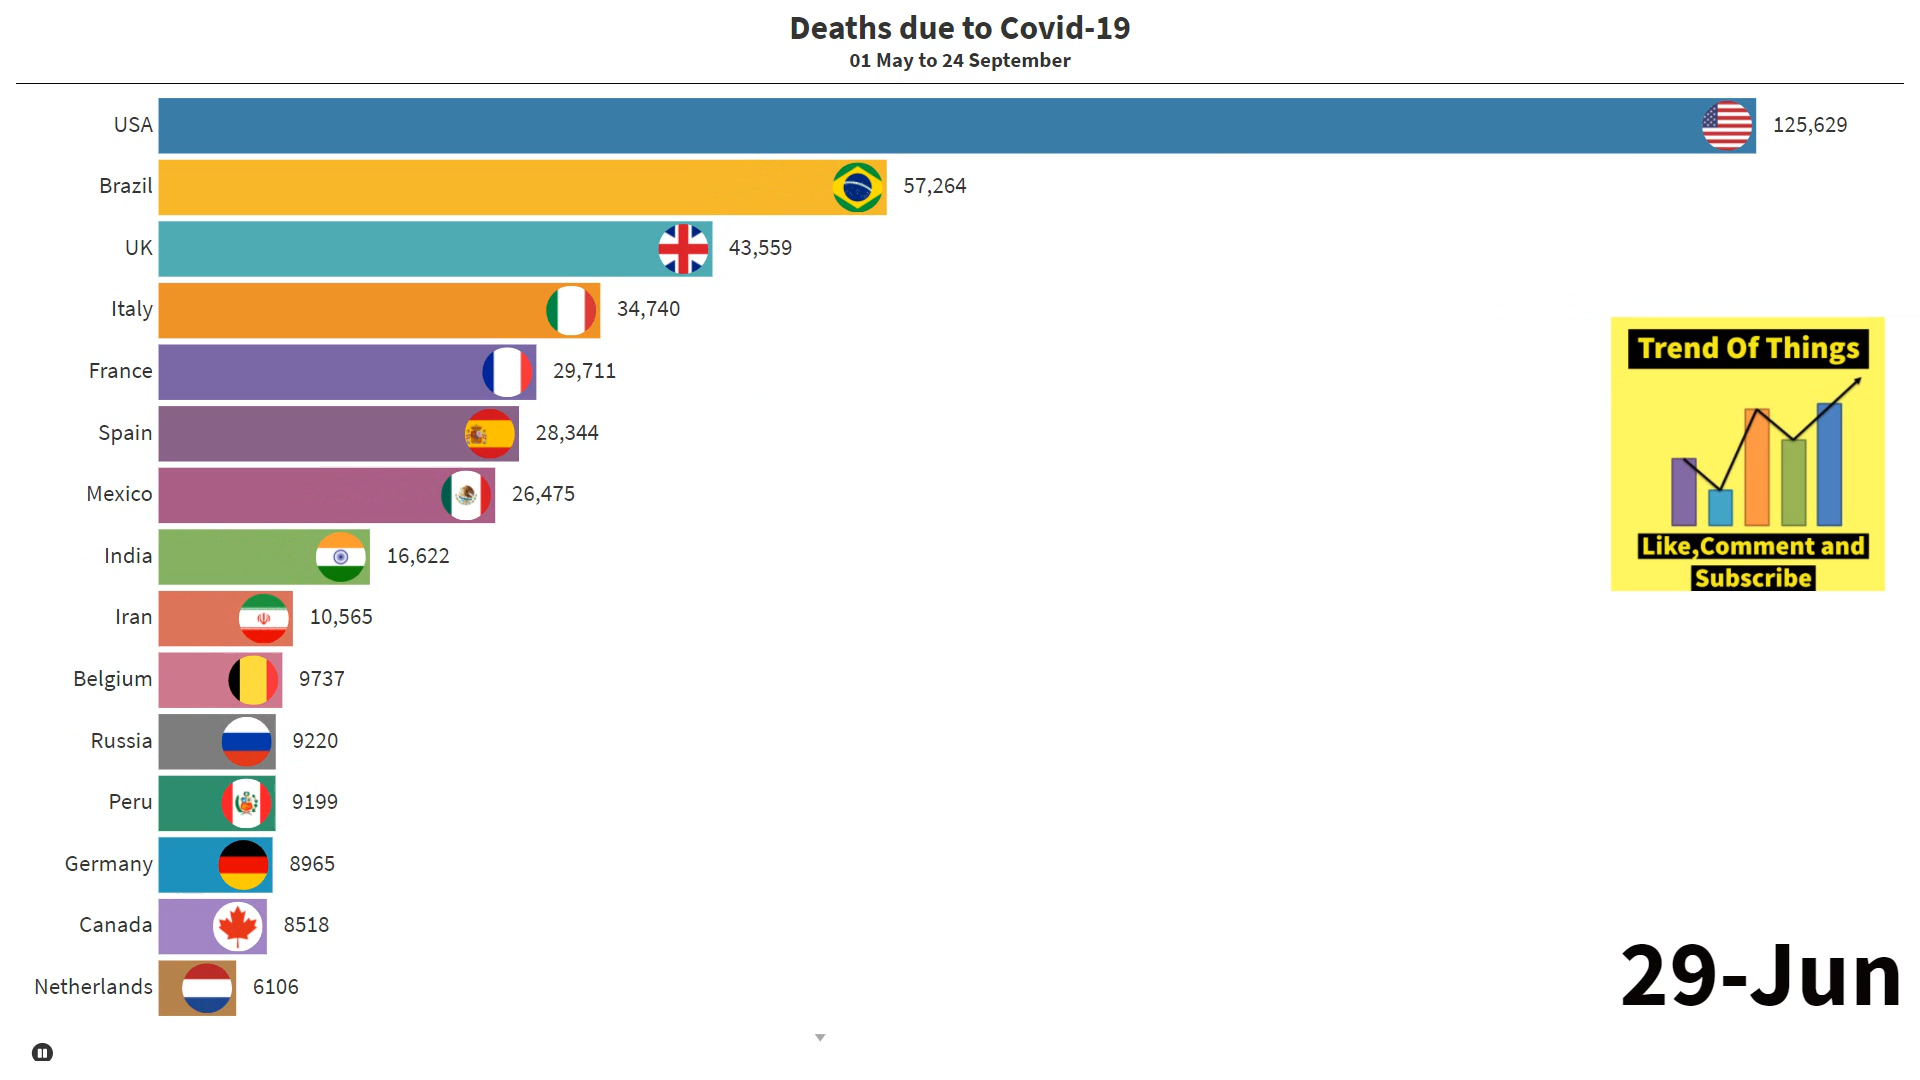 Deaths due to Covid-19
01 May to 24 September
USA 125,629
Brazil 57,264
UK 43,559
Italy 34,740
France 29,711
Spain 28,344
Mexico 26,475
India 16,622
Iran 10,565
Belgium 9737
Russia 9220
Peru 9199
Germany 8965
Canada 8518
Netherlands 6106
Trend Of Things
Like,Comment and
Subscribe
29-Jun